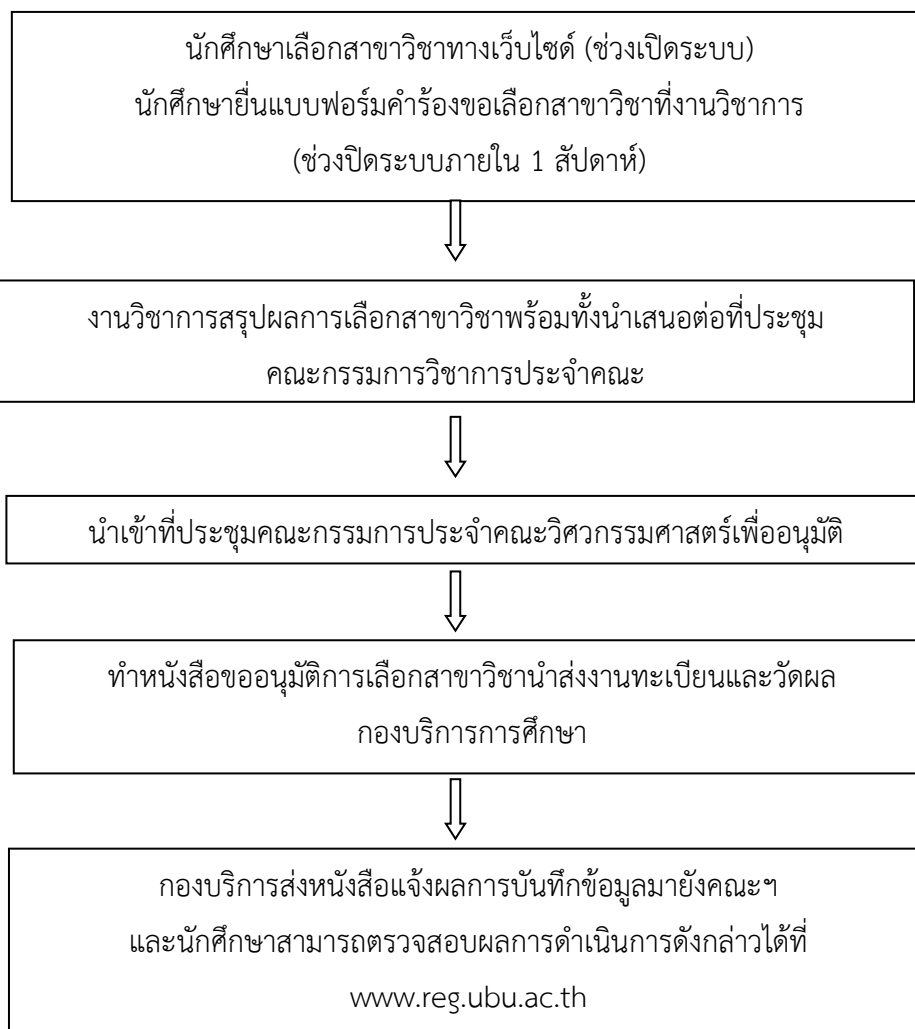 นักศึกษาเลือกสาขาวิชาทางเว็บไซด์ (ช่วงเปิดระบบ)
นักศึกษายื่นแบบฟอร์มคำร้องขอเลือกสาขาวิชาที่งานวิชาการ
(ช่วงปิดระบบภายใน 1 สัปดาห์)
งานวิชาการสรุปผลการเลือกสาขาวิชาพร้อมทั้งนำเสนอต่อที่ประชุม
คณะกรรมการวิชาการประจำคณะ
นำเข้าที่ประชุมคณะกรรมการประจำคณะวิศวกรรมศาสตร์เพื่ออนุมัติ
ทำหนังสือขออนุมัติการเลือกสาขาวิชานำส่งงานทะเบียนและวัดผล
กองบริการการศึกษา
กองบริการส่งหนังสือแจ้งผลการบันทึกข้อมูลมายังคณะฯ
และนักศึกษาสามารถตรวจสอบผลการดำเนินการดังกล่าวได้ที่
www.reg.ubu.ac.th